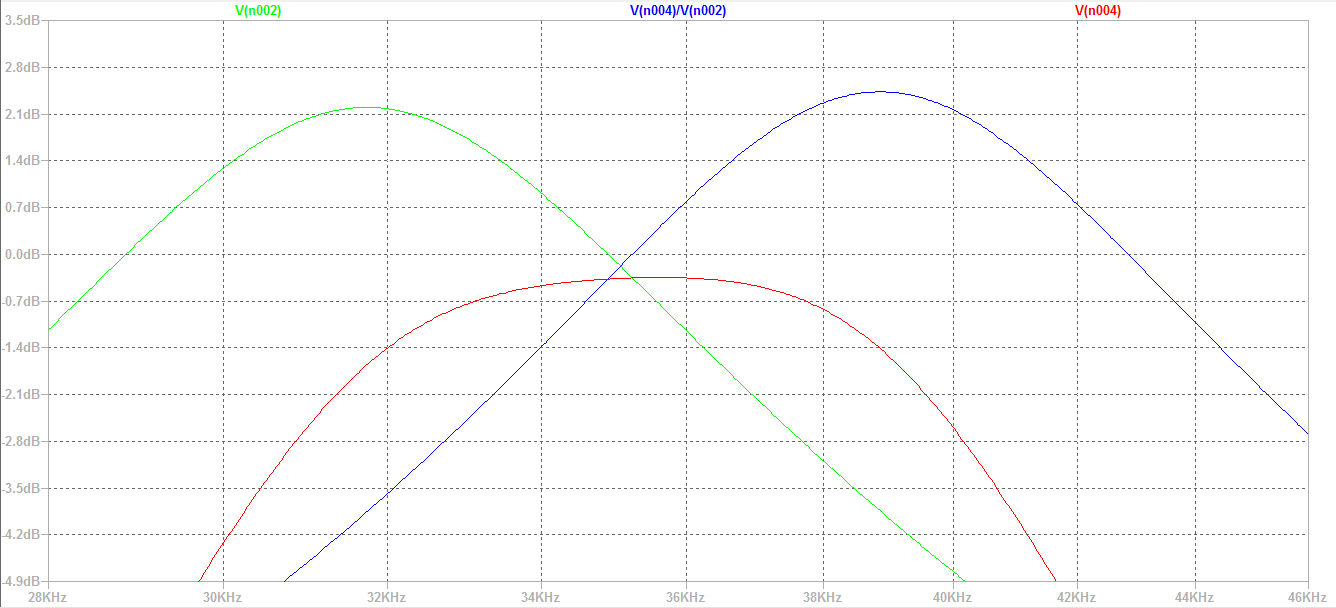 V(n002) V(n004)/V(n002) V(n004)
3.5dB
2.8dB
2.1dB
1.4dB
0.7dB
0.0dB
-0.7dB
-1.4dB
-2.1dB
-2.8dB
-3.5dB
-4.2dB
-4.9dB
28KHz 30KHz 32KHz 34KHz 36KHz 38KHz 40KHz 42KHz 44KHz 46KHz